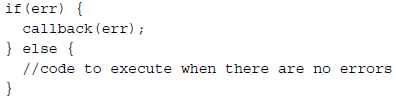 if(err) {
  callback(err);
} else {
  //code to execute when there are no errors
}